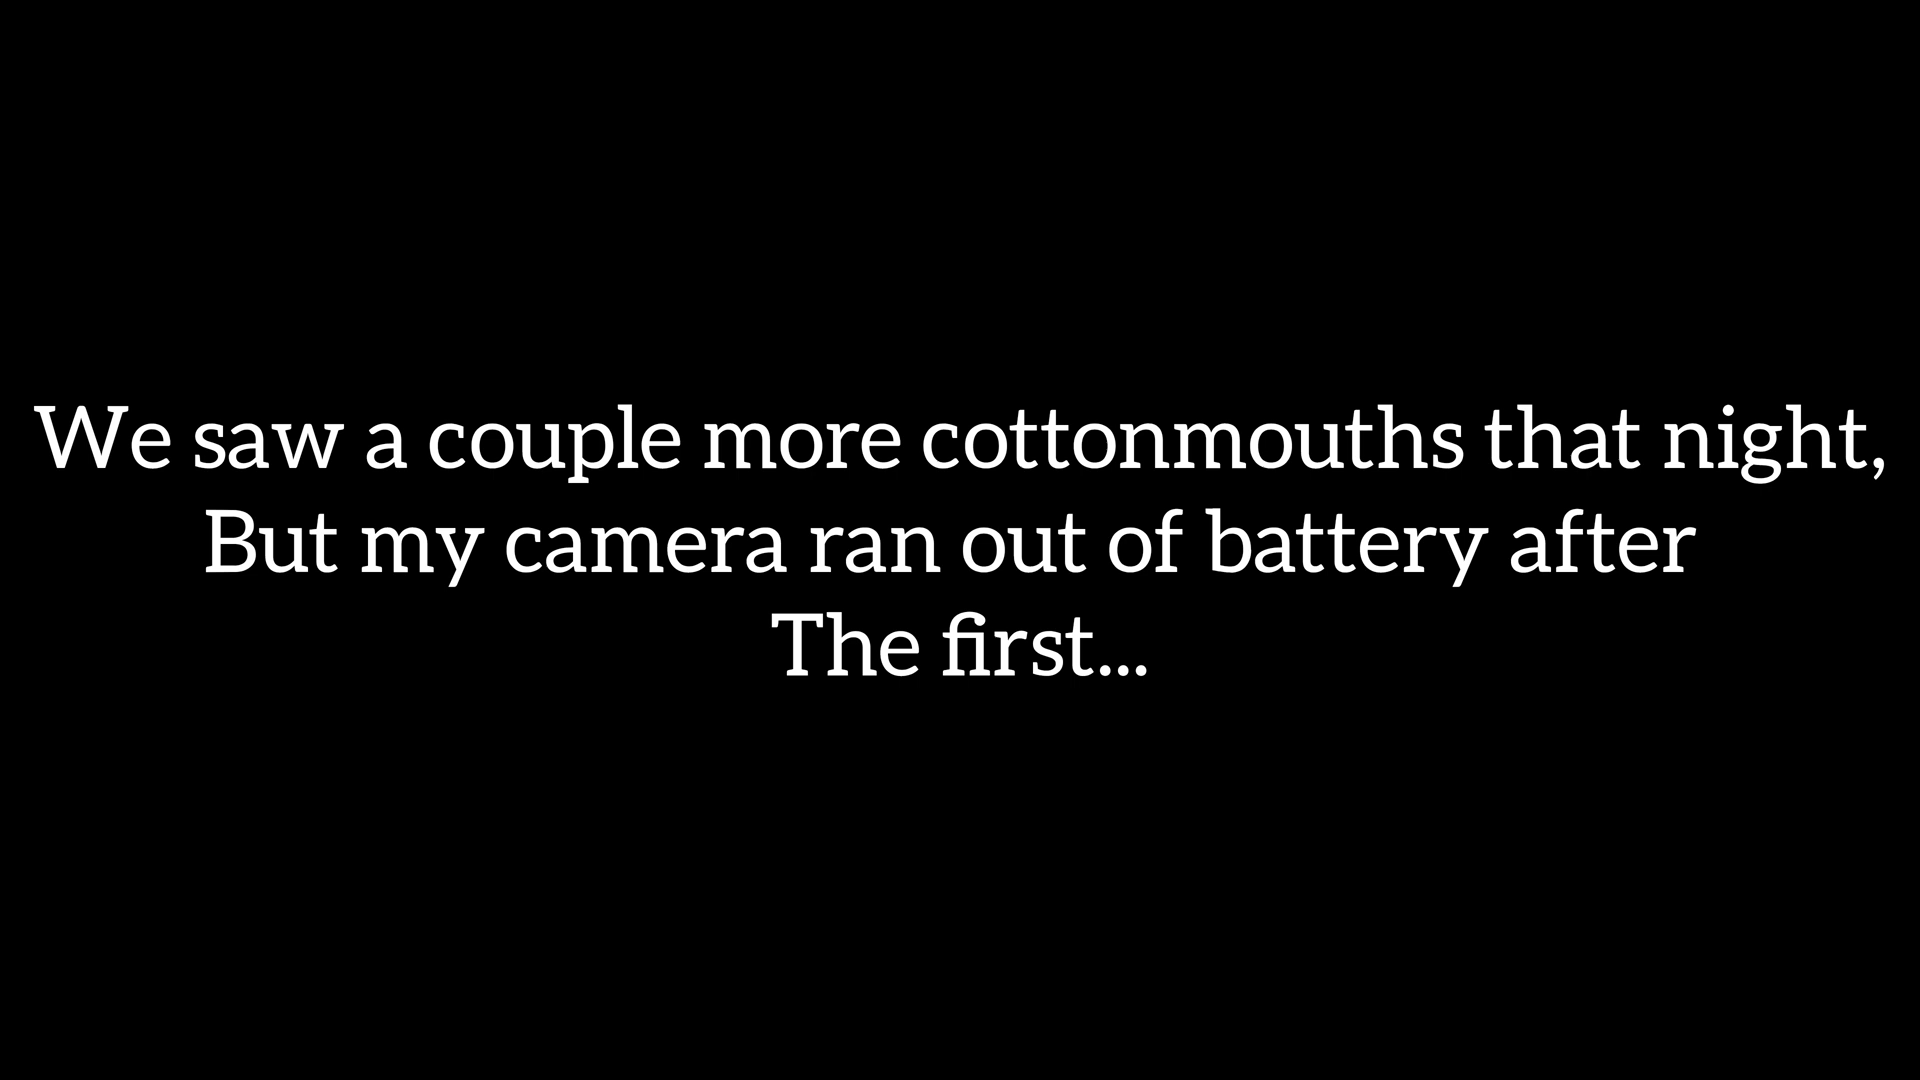 We saw a couple more cottonmouths that night,
But my camera ran out of battery after
The first...